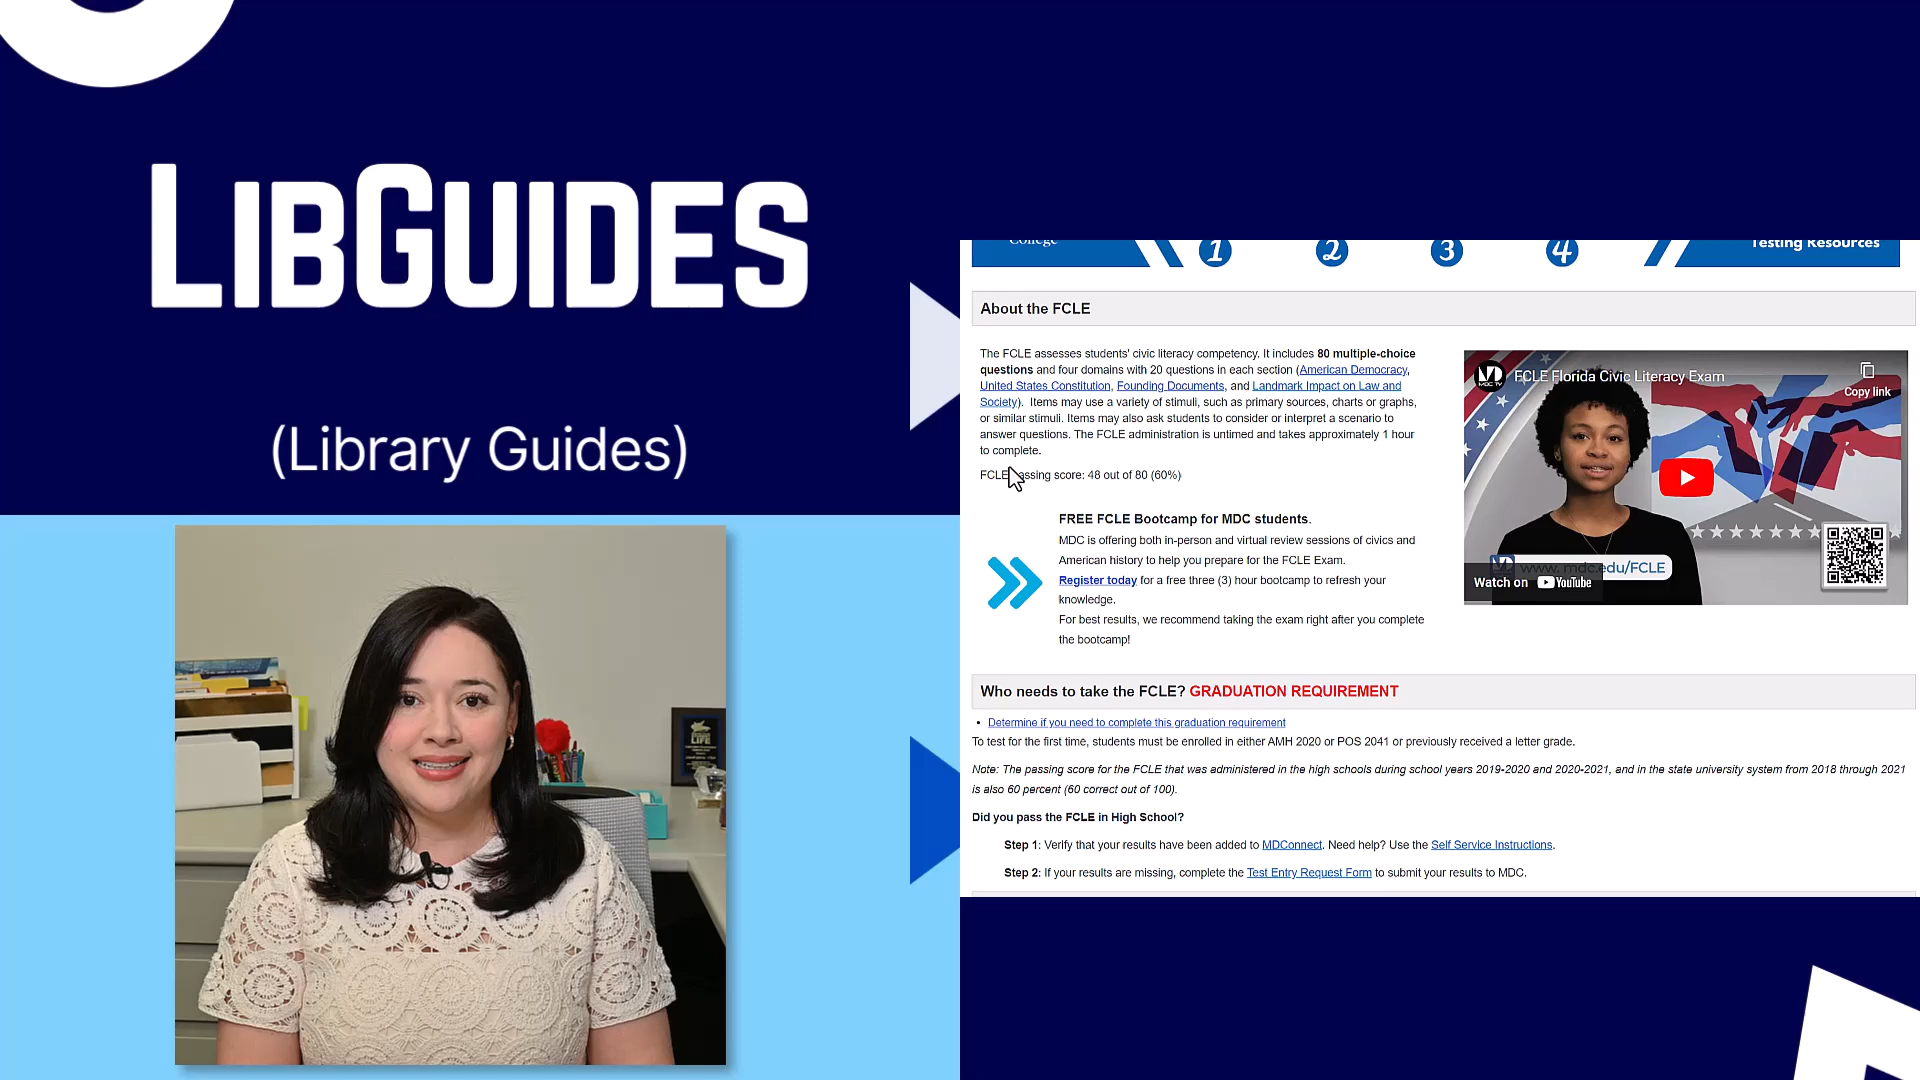 LIBGUIDES
(Library Guides)
College
1
2
3
4
Testing Resources
About the FCLE
The FCLE assesses students' civic literacy competency. It includes 80 multiple-choice
questions and four domains with 20 questions in each section (American Democracy,
United States Constitution, Founding Documents, and Landmark Impact on Law and
Society). Items may use a variety of stimuli, such as primary sources, charts or graphs,
or similar stimuli. Items may also ask students to consider or interpret a scenario to
answer questions. The FCLE administration is untimed and takes approximately 1 hour
to complete.
FCLE passing score: 48 out of 80 (60%)
FREE FCLE Bootcamp for MDC students.
MDC is offering both in-person and virtual review sessions of civics and
American history to help you prepare for the FCLE Exam.
Register today for a free three (3) hour bootcamp to refresh your
knowledge.
For best results, we recommend taking the exam right after you complete
the bootcamp!
MDC TV
FCLE Florida Civic Literacy Exam
Copy link
www.mdc.edu/FCLE
Watch on YouTube
Who needs to take the FCLE? GRADUATION REQUIREMENT
• Determine if you need to complete this graduation requirement
To test for the first time, students must be enrolled in either AMH 2020 or POS 2041 or previously received a letter grade.
Note: The passing score for the FCLE that was administered in the high schools during school years 2019-2020 and 2020-2021, and in the state university system from 2018 through 2021
is also 60 percent (60 correct out of 100).
Did you pass the FCLE in High School?
Step 1: Verify that your results have been added to MDConnect. Need help? Use the Self Service Instructions.
Step 2: If your results are missing, complete the Test Entry Request Form to submit your results to MDC.
LIFE